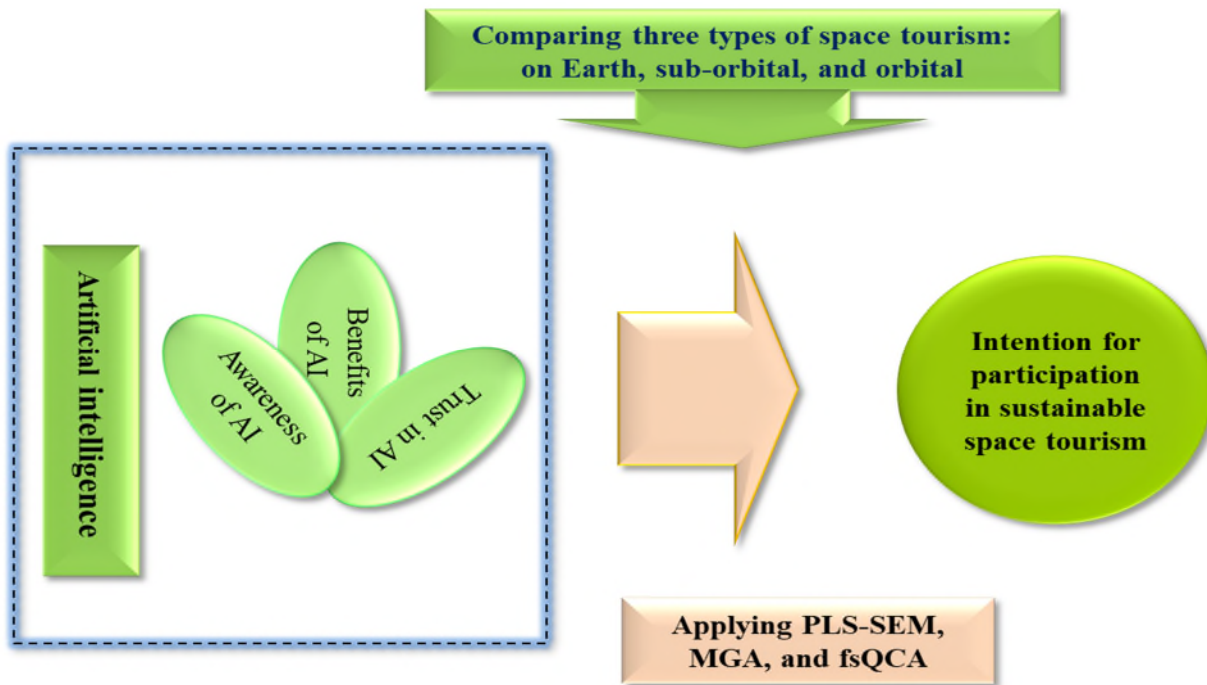 Comparing three types of space tourism:
on Earth, sub-orbital, and orbital
Artificial intelligence
Awareness
of AI
Benefits
of AI
Trust in AI
Intention for
participation
in sustainable
space tourism
Applying PLS-SEM,
MGA, and fsQCA